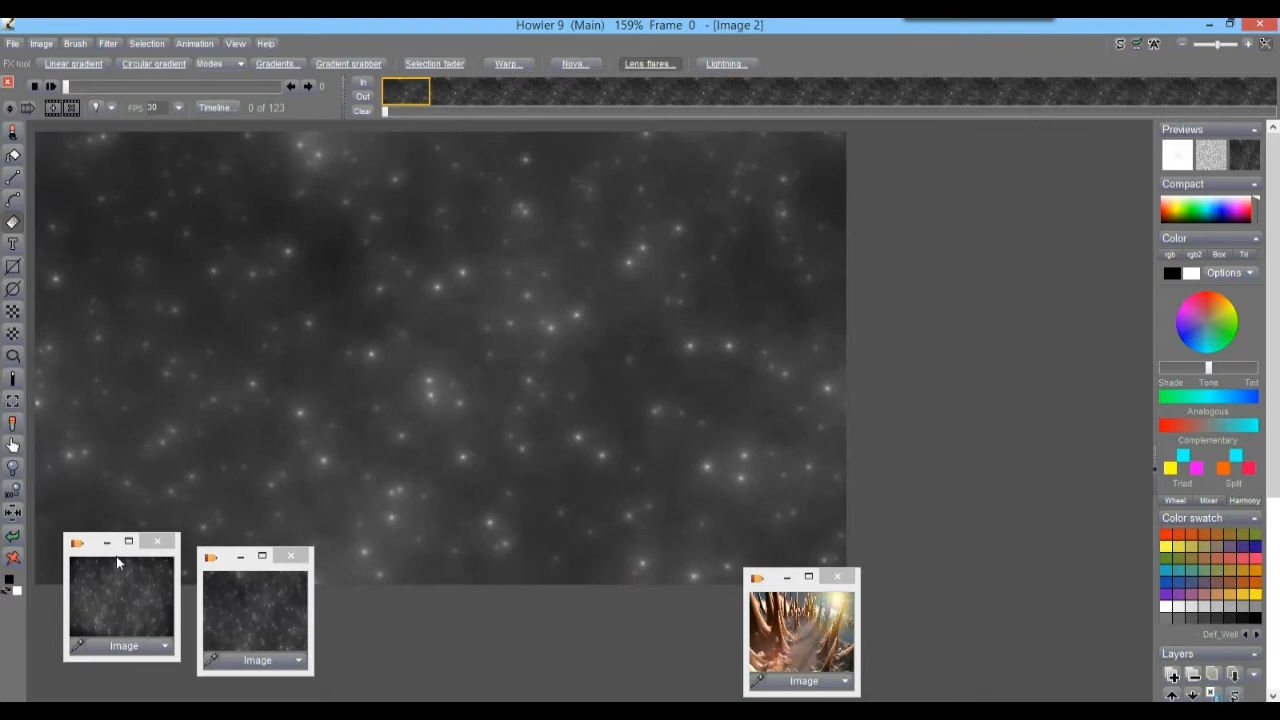 Howler 9 (Main) 159% Frame 0 - [Image 2]
File Image Brush Filter Selection Animation View Help
FX tool Linear gradient Circular gradient Modes Gradients... Gradient grabber Selection fader Warp... Nova... Lens flares... Lightning...
0 In
Out
FPS 30 Timeline... 0 of 123 Clear
Previews
Compact
Color
rgb rgb2 Box Tri
Options
Shade Tone Tint
Analogous
Complementary
Triad Split
Wheel Mixer Harmony
Color swatch
Def_Well
Layers
Image
Image
Image